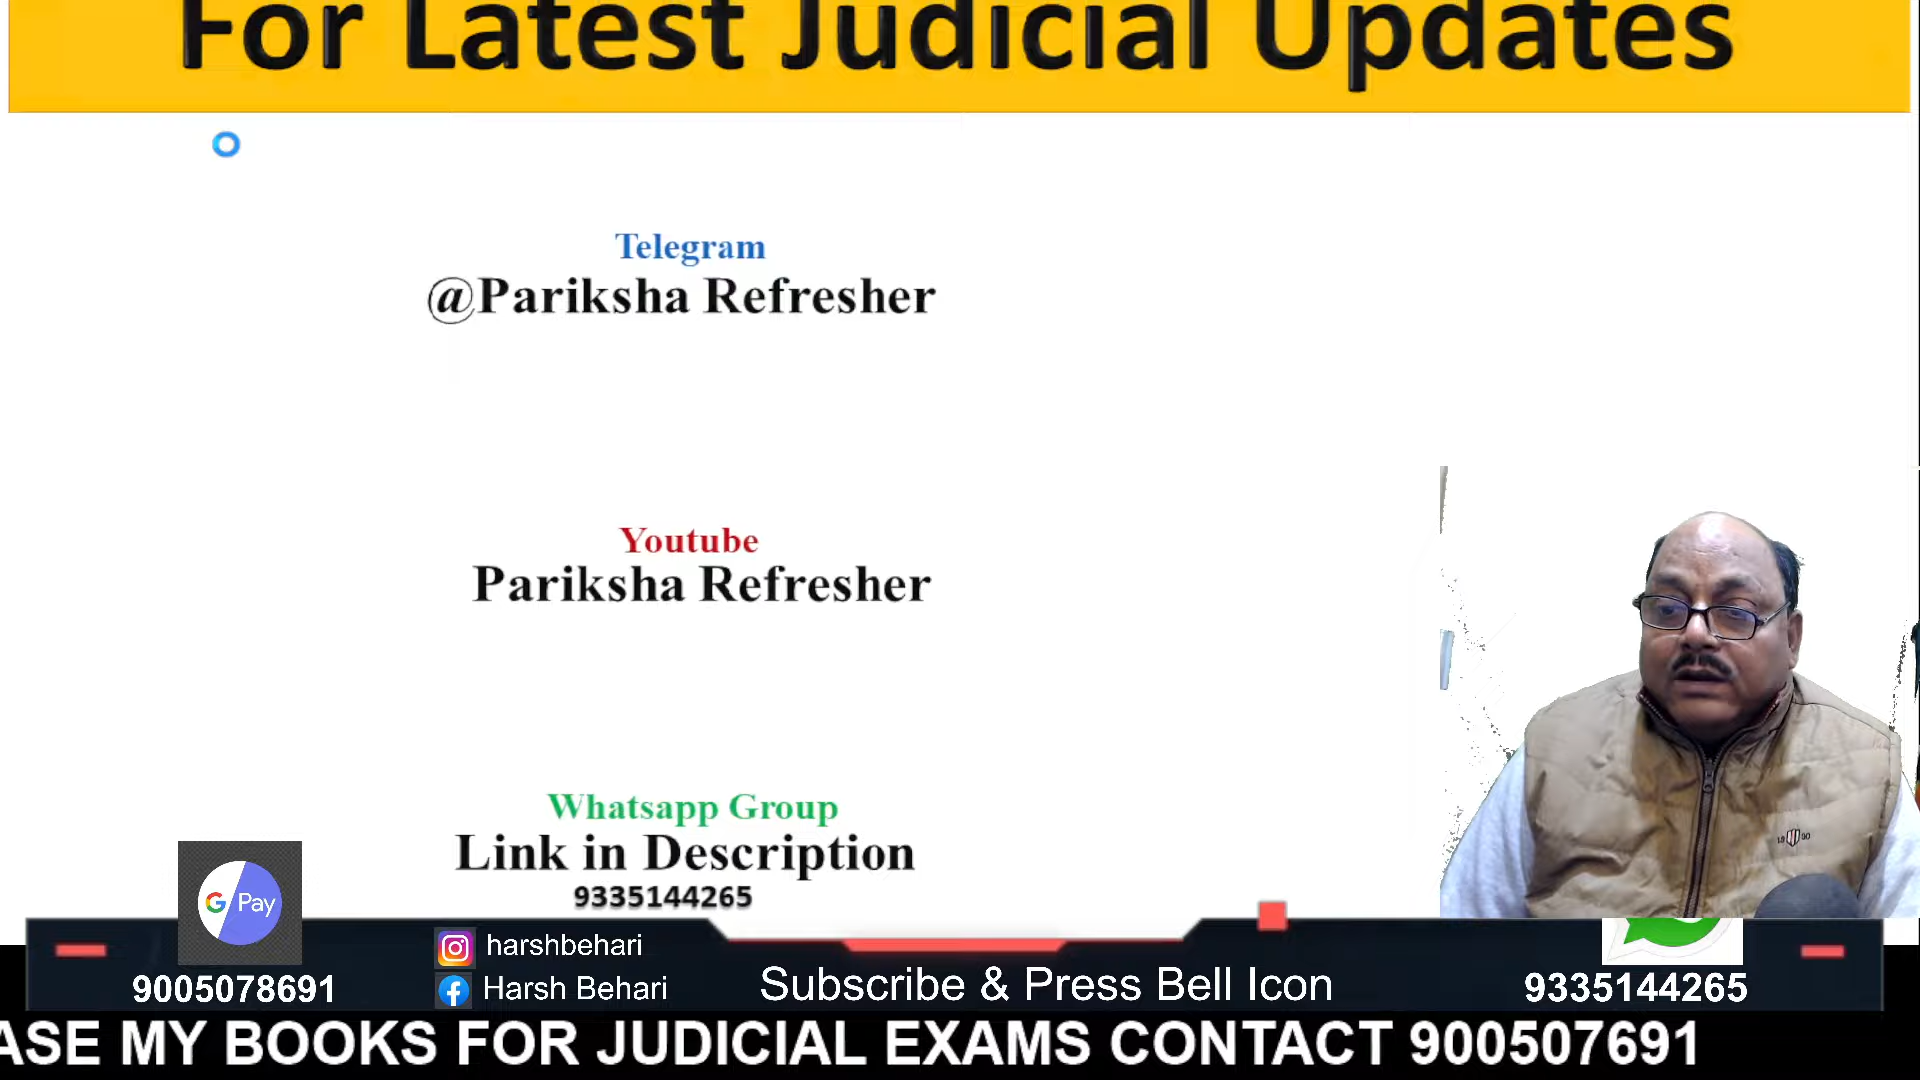 For Latest Judicial Updates
Telegram
@Pariksha Refresher
Youtube
Pariksha Refresher
Whatsapp Group
Link in Description
9335144265
G Pay
9005078691
harshbehari
Harsh Behari
Subscribe & Press Bell Icon
9335144265
ASE MY BOOKS FOR JUDICIAL EXAMS CONTACT 900507691